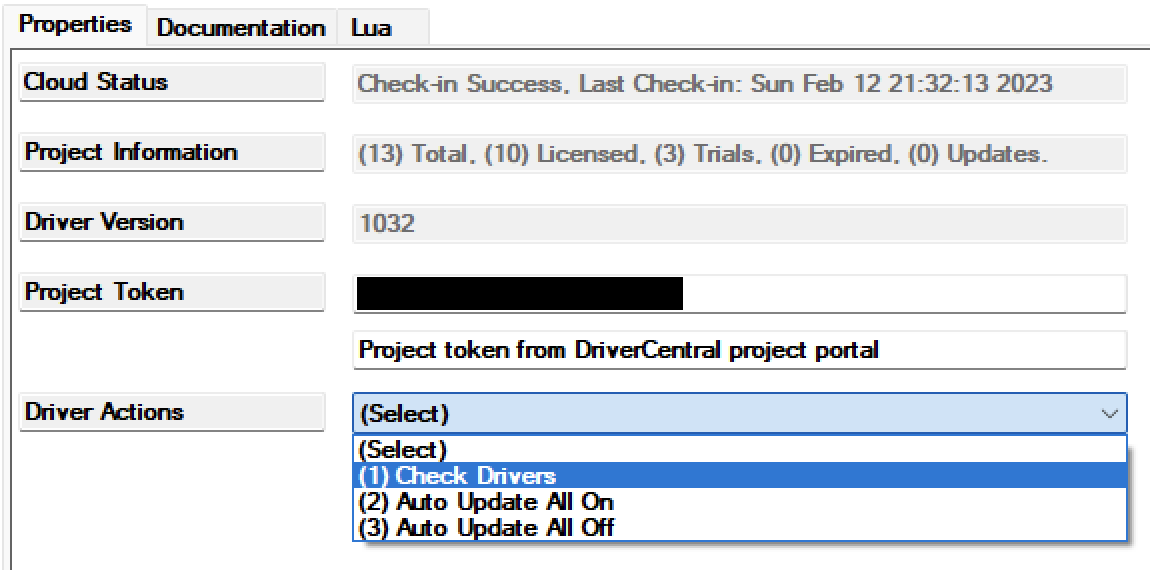 Properties Documentation Lua
Cloud Status Check-in Success, Last Check-in: Sun Feb 12 21:32:13 2023
Project Information (13) Total, (10) Licensed, (3) Trials, (0) Expired, (0) Updates.
Driver Version 1032
Project Token
Project token from DriverCentral project portal
Driver Actions (Select)
(Select)
(1) Check Drivers
(2) Auto Update All On
(3) Auto Update All Off